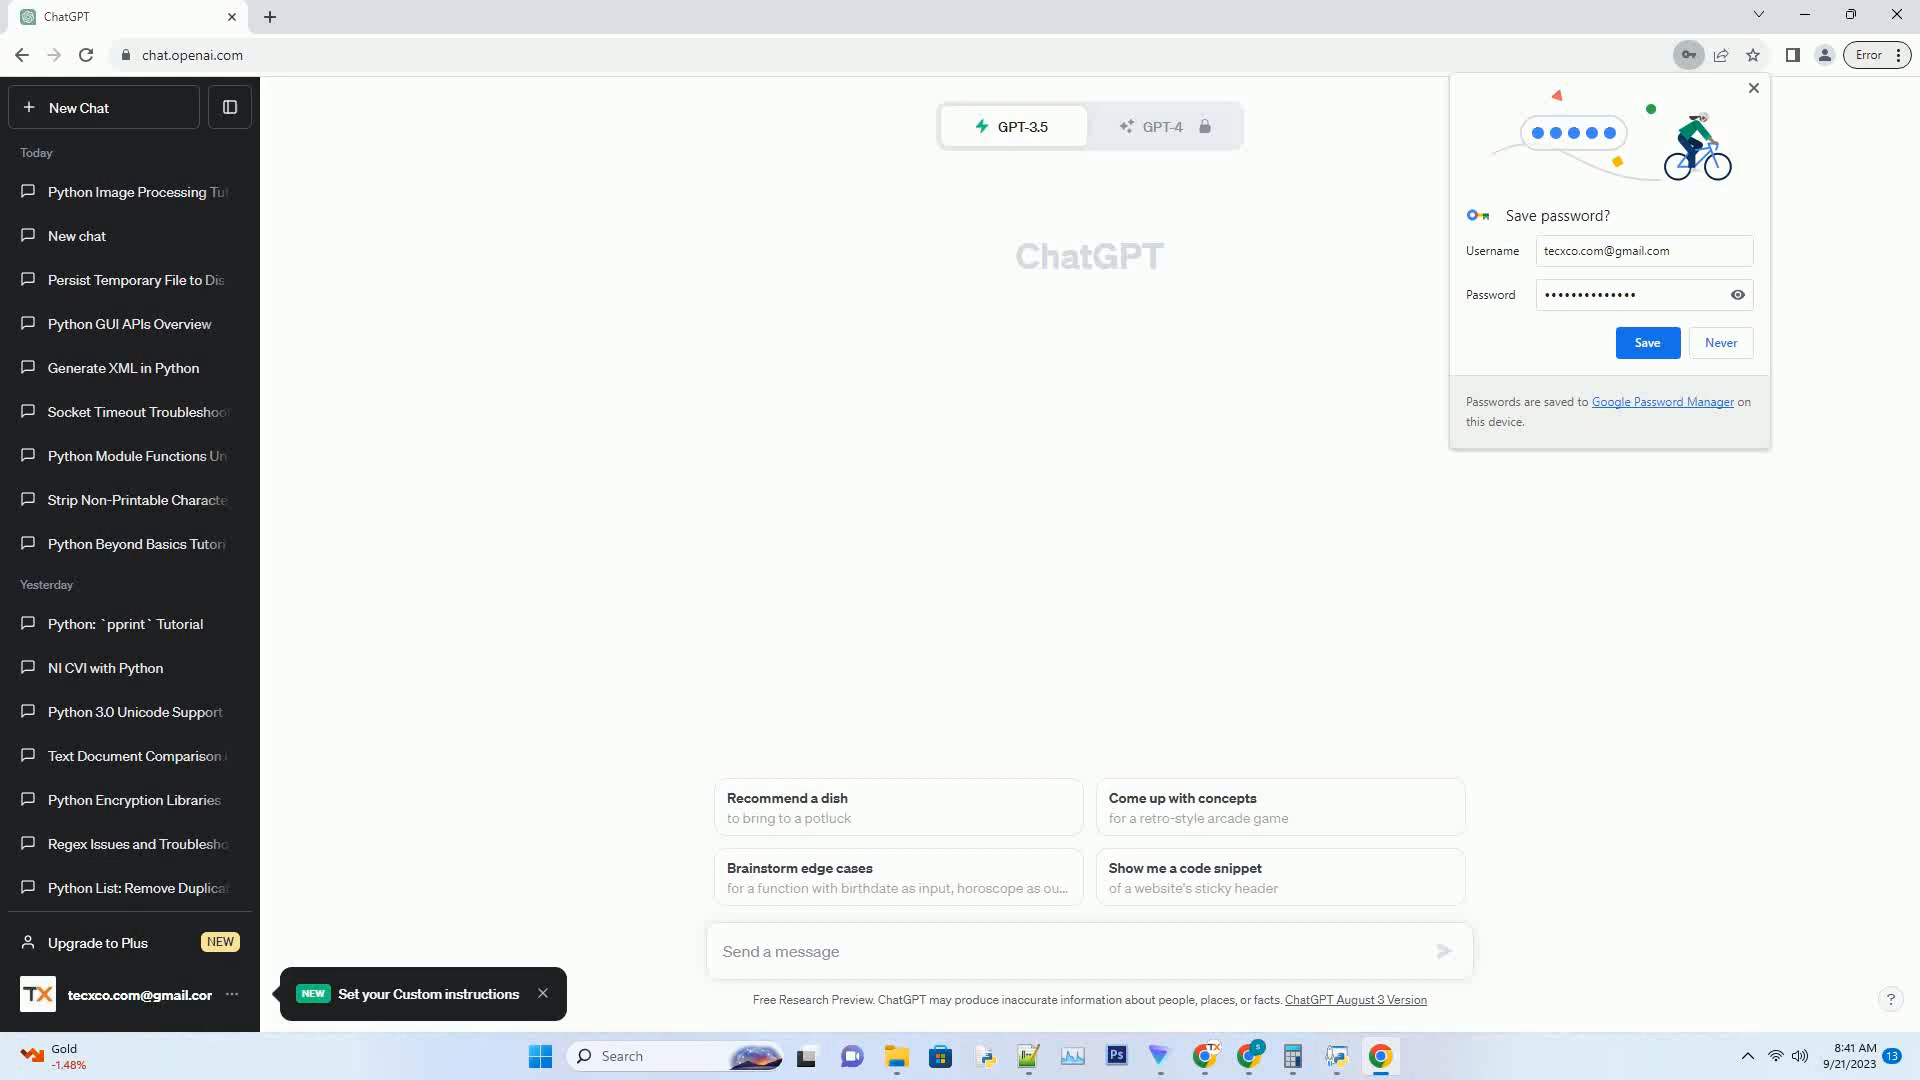 ChatGPT
chat.openai.com
Error
New Chat
Today
Python Image Processing Tut
New chat
Persist Temporary File to Dis
Python GUI APIs Overview
Generate XML in Python
Socket Timeout Troubleshoot
Python Module Functions Un
Strip Non-Printable Characte
Python Beyond Basics Tutori
Yesterday
Python: `pprint` Tutorial
NI CVI with Python
Python 3.0 Unicode Support
Text Document Comparison
Python Encryption Libraries
Regex Issues and Troublesho
Python List: Remove Duplicat
Upgrade to Plus
NEW
TX
tecxco.com@gmail.cor
GPT-3.5
GPT-4
ChatGPT
Save password?
Username
tecxco.com@gmail.com
Password
••••••••••••••
Save
Never
Passwords are saved to Google Password Manager on
this device.
Recommend a dish
to bring to a potluck
Come up with concepts
for a retro-style arcade game
Brainstorm edge cases
for a function with birthdate as input, horoscope as ou...
Show me a code snippet
of a website's sticky header
Send a message
NEW
Set your Custom instructions
Free Research Preview. ChatGPT may produce inaccurate information about people, places, or facts. ChatGPT August 3 Version
?
Gold
-1.48%
Search
Ps
TX
S
8:41 AM
9/21/2023
13